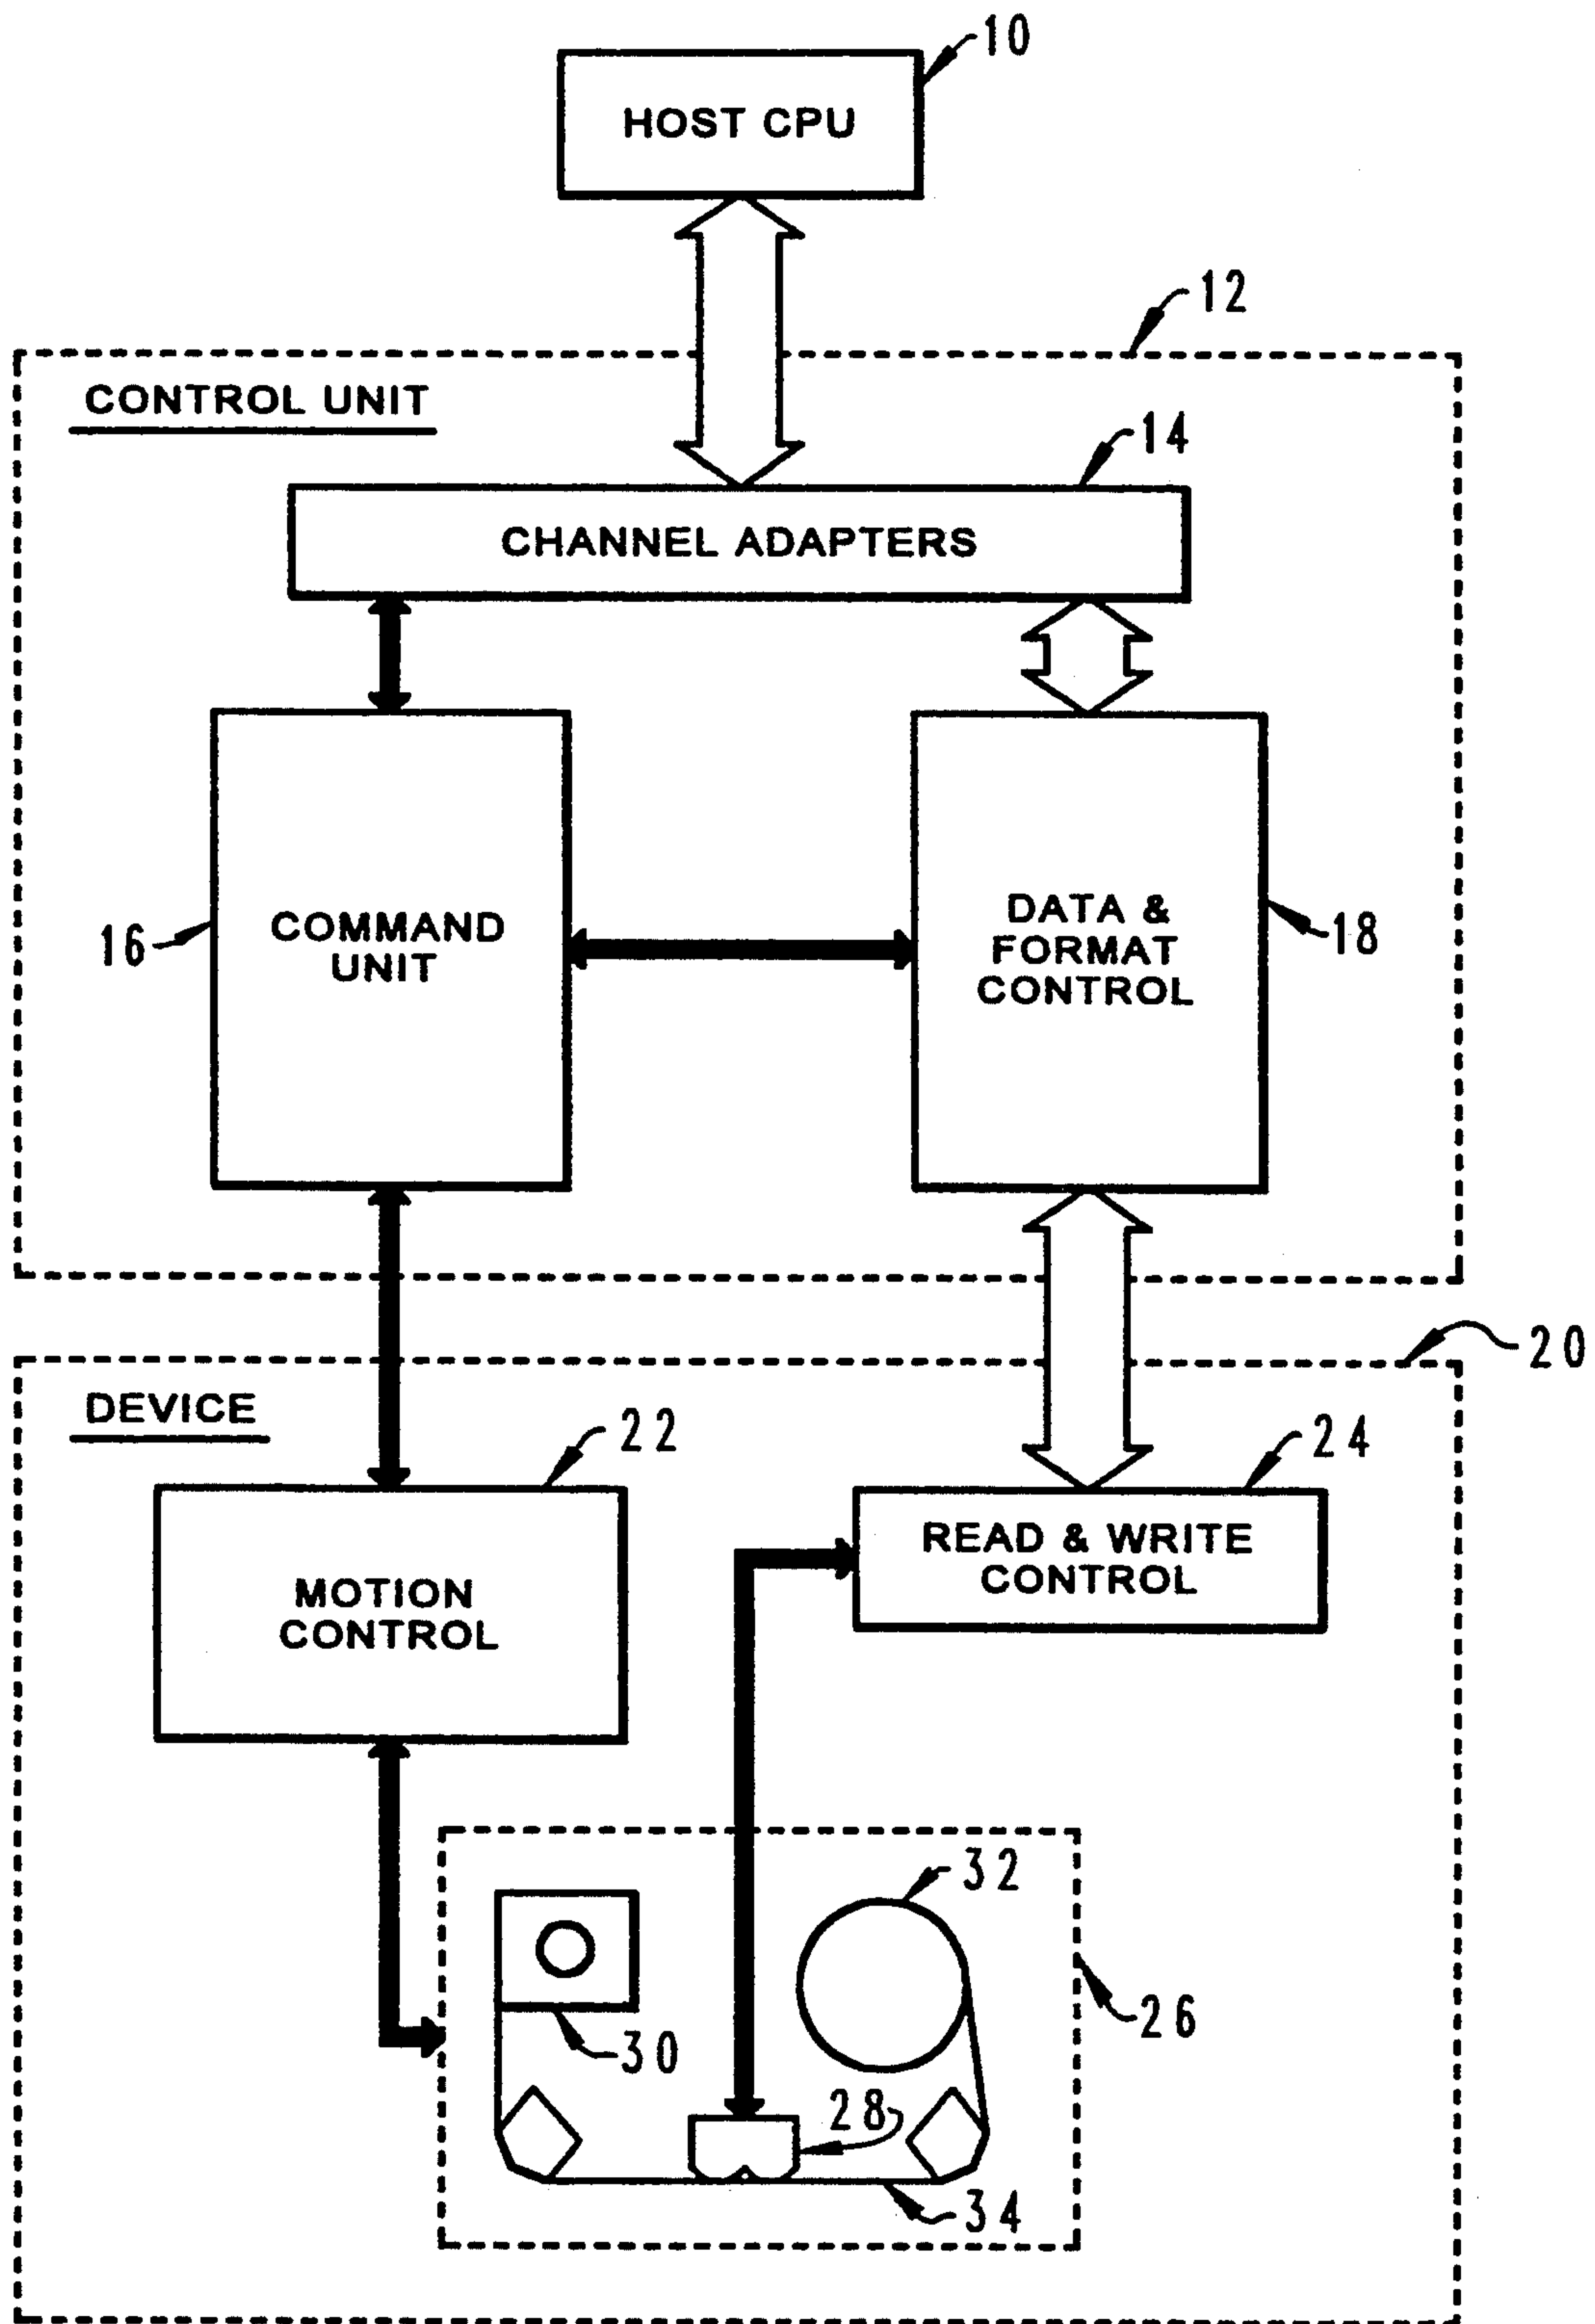 10
HOST CPU
12
CONTROL UNIT
14
CHANNEL ADAPTERS
16
COMMAND
UNIT
DATA &
FORMAT
CONTROL
18
20
DEVICE
22
24
READ & WRITE
CONTROL
MOTION
CONTROL
32
26
30
28
34